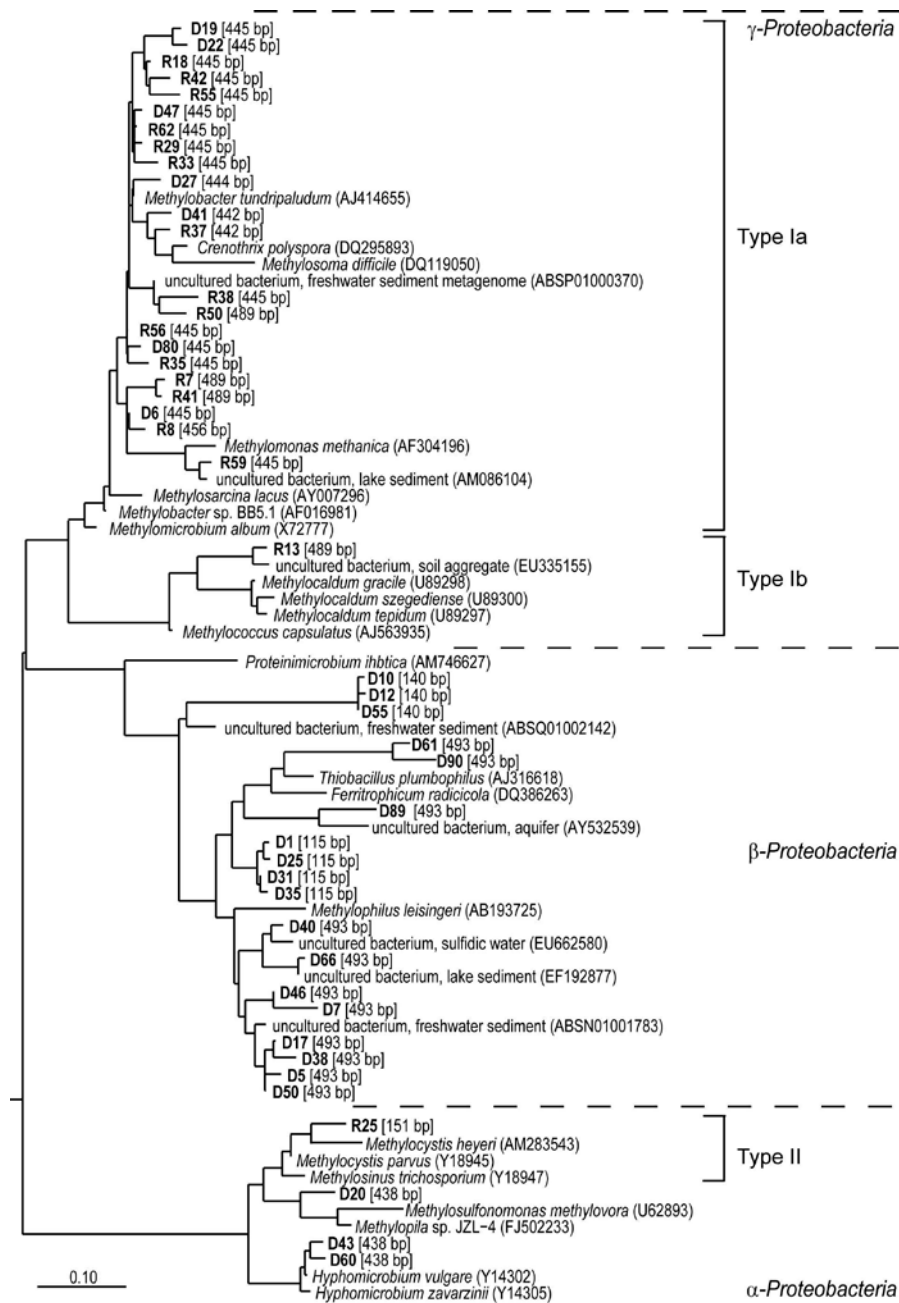 γ-Proteobacteria
D19 [445 bp]
D22 [445 bp]
R18 [445 bp]
R42 [445 bp]
R55 [445 bp]
D47 [445 bp]
R62 [445 bp]
R29 [445 bp]
R33 [445 bp]
D27 [444 bp]
Methylobacter tundripaludum (AJ414655)
D41 [442 bp]
R37 [442 bp]
Type Ia
Crenothrix polyspora (DQ295893)
Methylosoma difficile (DQ119050)
uncultured bacterium, freshwater sediment metagenome (ABSP01000370)
R38 [445 bp]
R50 [489 bp]
R56 [445 bp]
D80 [445 bp]
R35 [445 bp]
R7 [489 bp]
R41 [489 bp]
D6 [445 bp]
R8 [456 bp]
Methylomonas methanica (AF304196)
R59 [445 bp]
uncultured bacterium, lake sediment (AM086104)
Methylosarcina lacus (AY007296)
Methylobacter sp. BB5.1 (AF016981)
Methylomicrobium album (X72777)
R13 [489 bp]
uncultured bacterium, soil aggregate (EU335155)
Type Ib
Methylocaldum gracile (U89298)
Methylocaldum szegediense (U89300)
Methylocaldum tepidum (U89297)
Methylococcus capsulatus (AJ563935)
Proteinimicrobium ihbtica (AM746627)
D10 [140 bp]
D12 [140 bp]
D55 [140 bp]
uncultured bacterium, freshwater sediment (ABSQ01002142)
D61 [493 bp]
D90 [493 bp]
Thiobacillus plumbophilus (AJ316618)
Ferritrophicum radicicola (DQ386263)
D89 [493 bp]
uncultured bacterium, aquifer (AY532539)
D1 [115 bp]
β-Proteobacteria
D25 [115 bp]
D31 [115 bp]
D35 [115 bp]
Methylophilus leisingeri (AB193725)
D40 [493 bp]
uncultured bacterium, sulfidic water (EU662580)
D66 [493 bp]
uncultured bacterium, lake sediment (EF192877)
D46 [493 bp]
D7 [493 bp]
uncultured bacterium, freshwater sediment (ABSN01001783)
D17 [493 bp]
D38 [493 bp]
D5 [493 bp]
D50 [493 bp]
R25 [151 bp]
Methylocystis heyeri (AM283543)
Type II
Methylocystis parvus (Y18945)
Methylosinus trichosporium (Y18947)
D20 [438 bp]
Methylosulfonomonas methylovora (U62893)
Methylopila sp. JZL-4 (FJ502233)
D43 [438 bp]
D60 [438 bp]
Hyphomicrobium vulgare (Y14302)
0.10
Hyphomicrobium zavarzinii (Y14305)
α-Proteobacteria